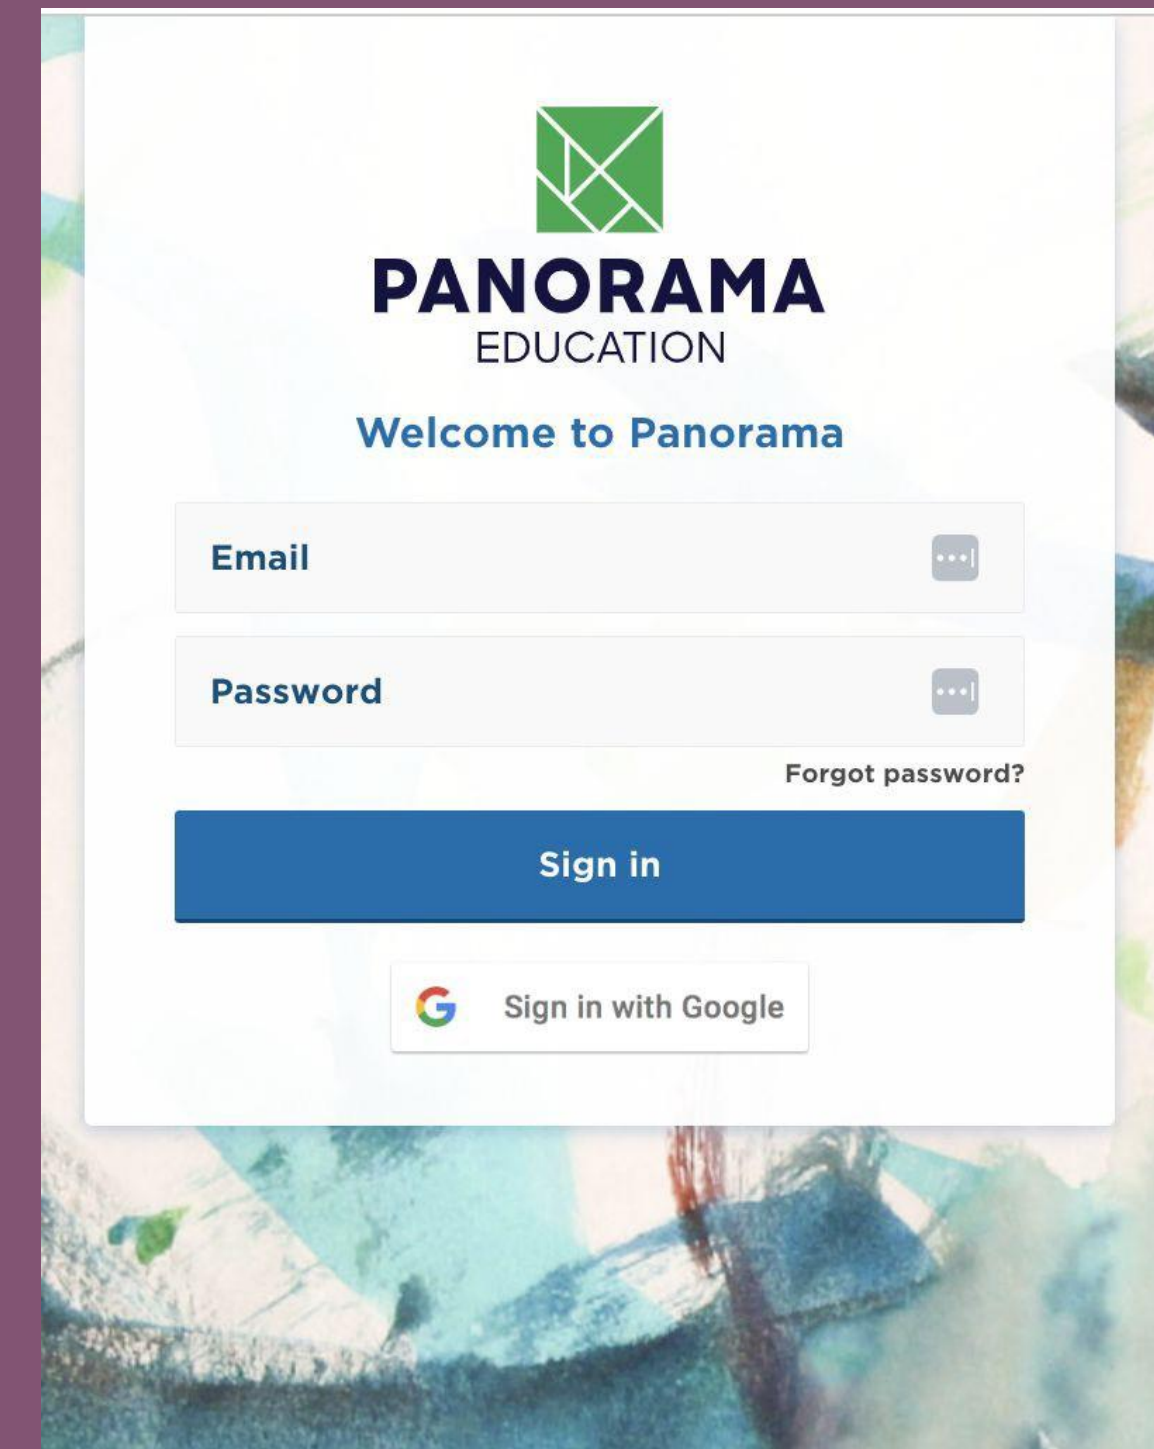 PANORAMA
EDUCATION
Welcome to Panorama
Email
Password
Forgot password?
Sign in
Sign in with Google